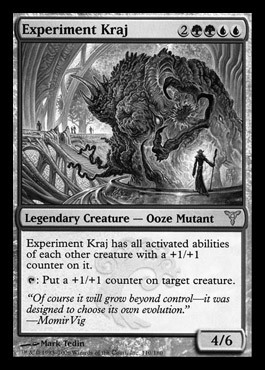 Experiment Kraj 2
Legendary Creature — Ooze Mutant
Experiment Kraj has all activated abilities
of each other creature with a +1/+1
counter on it.
: Put a +1/+1 counter on target creature.
“Of course it will grow beyond control—it was
designed to choose its own evolution.”
—Momir Vig
Mark Tedin
4/6